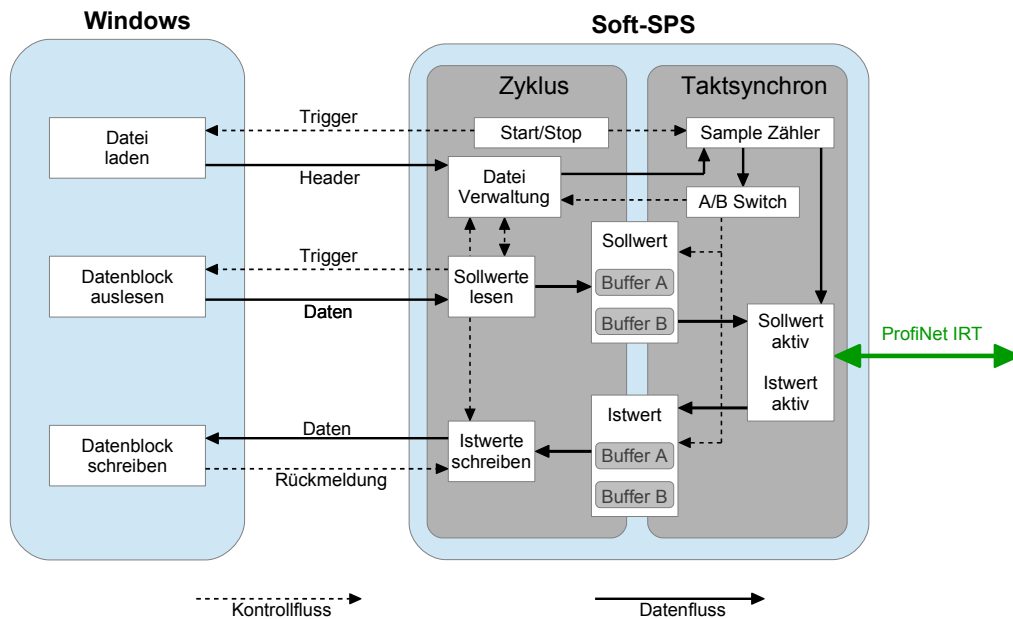 Windows
Soft-SPS
Zyklus
Taktsynchron
Datei
laden
Trigger
Header
Start/Stop
Sample Zähler
Datei
Verwaltung
A/B Switch
Datenblock
auslesen
Trigger
Daten
Sollwerte
lesen
Sollwert
Buffer A
Buffer B
Sollwert
aktiv
Istwert
aktiv
ProfiNet IRT
Datenblock
schreiben
Daten
Rückmeldung
Istwerte
schreiben
Istwert
Buffer A
Buffer B
Kontrollfluss
Datenfluss